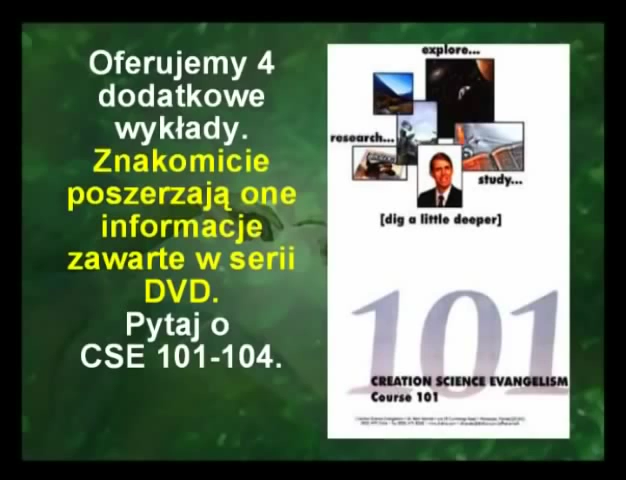 Oferujemy 4
dodatkowe
wykłady.
Znakomicie
poszerzają one
informacje
zawarte w serii
DVD.
Pytaj o
CSE 101-104.
explore...
research...
study...
[dig a little deeper]
101
CREATION SCIENCE EVANGELISM
Course 101